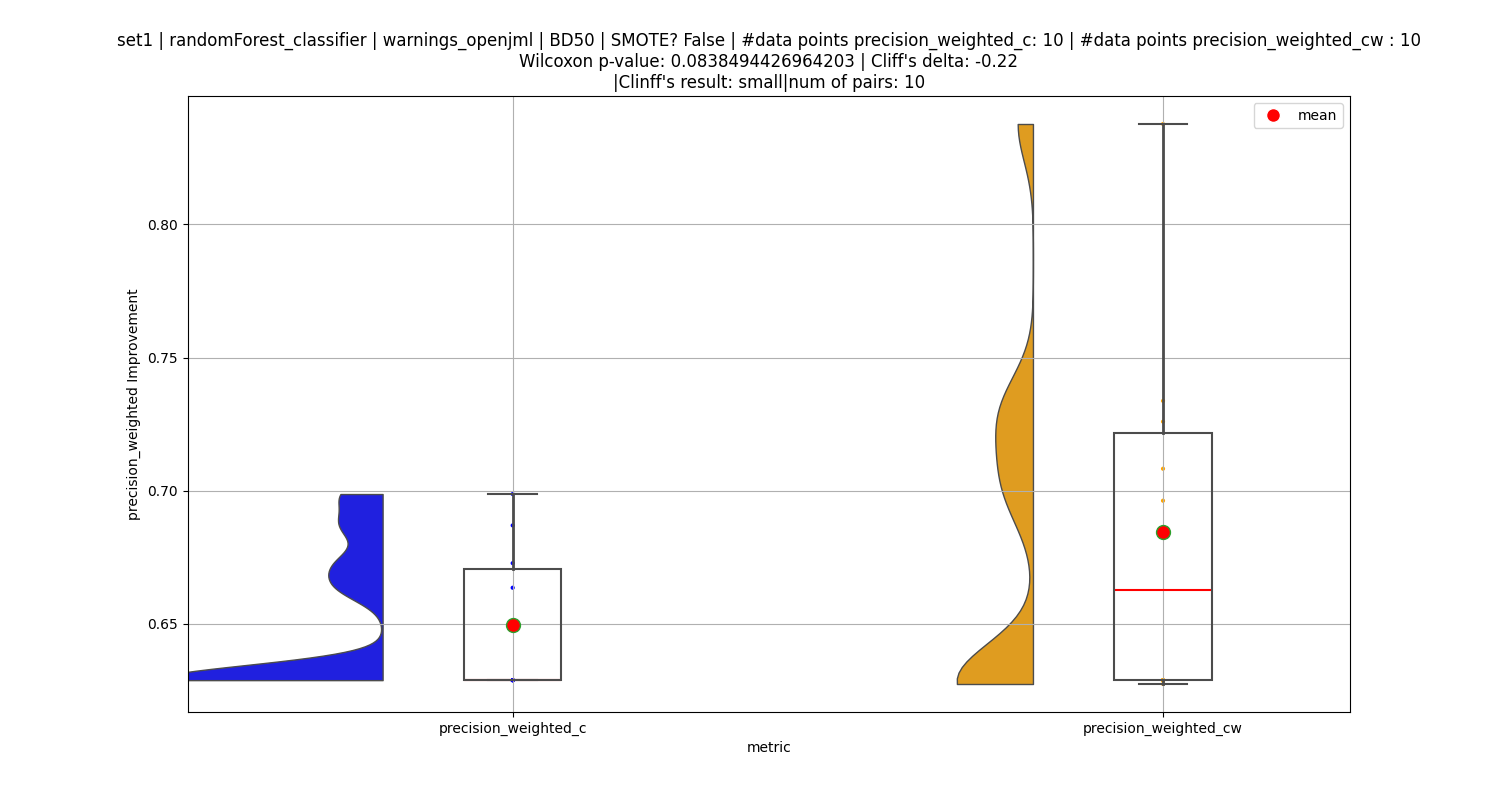 set1 | randomForest_classifier | warnings_openjml | BD50 | SMOTE? False | #data points precision_weighted_c: 10 | #data points precision_weighted_cw : 10
Wilcoxon p-value: 0.0838494426964203 | Cliff's delta: -0.22
|Clinff's result: small|num of pairs: 10
mean
precision_weighted Improvement
0.80
0.75
0.70
0.65
precision_weighted_c
precision_weighted_cw
metric